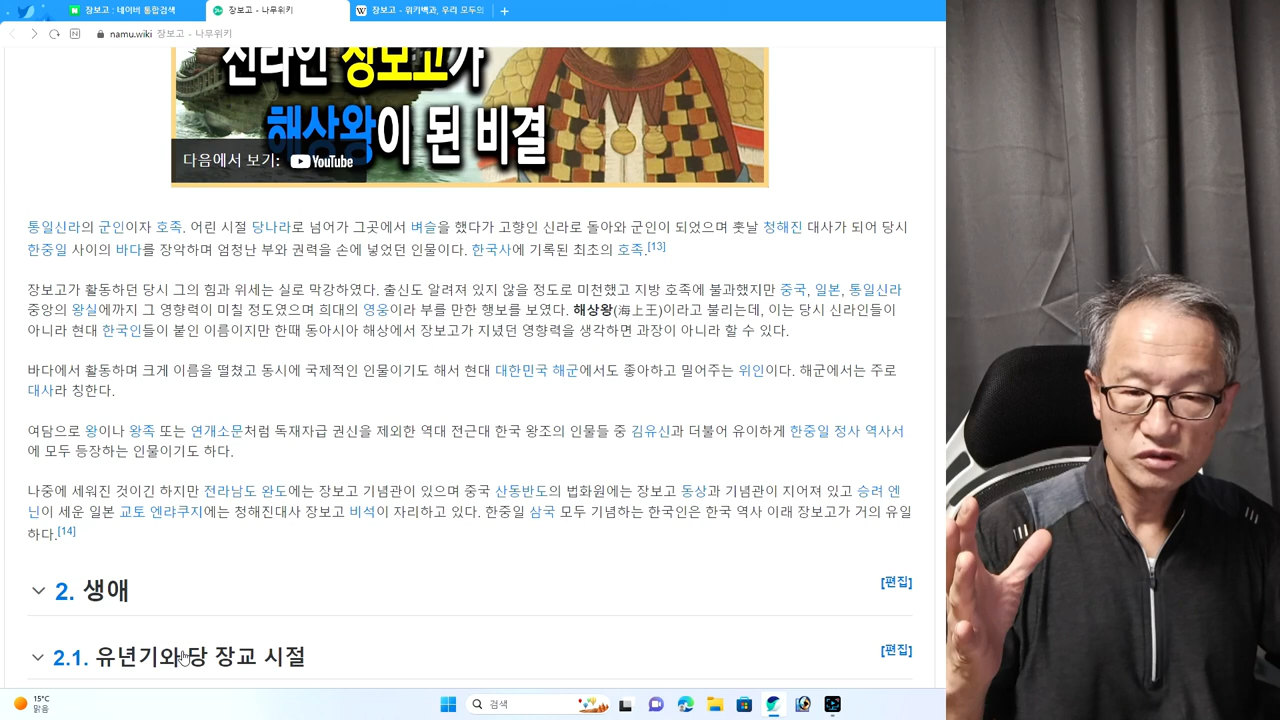 장보고 : 네이버 통합검색
장보고 - 나무위키
장보고 - 위키백과, 우리 모두의
namu.wiki 장보고 - 나무위키
신라인 장보고가
해상왕이 된 비결
다음에서 보기: YouTube
통일신라의 군인이자 호족. 어린 시절 당나라로 넘어가 그곳에서 벼슬을 했다가 고향인 신라로 돌아와 군인이 되었으며 훗날 청해진 대사가 되어 당시
한중일 사이의 바다를 장악하며 엄청난 부와 권력을 손에 넣었던 인물이다. 한국사에 기록된 최초의 호족.[13]
장보고가 활동하던 당시 그의 힘과 위세는 실로 막강하였다. 출신도 알려져 있지 않을 정도로 미천했고 지방 호족에 불과했지만 중국, 일본, 통일신라
중앙의 왕실에까지 그 영향력이 미칠 정도였으며 희대의 영웅이라 부를 만한 행보를 보였다. 해상왕(海上王)이라고 불리는데, 이는 당시 신라인들이
아니라 현대 한국인들이 붙인 이름이지만 한때 동아시아 해상에서 장보고가 지녔던 영향력을 생각하면 과장이 아니라 할 수 있다.
바다에서 활동하며 크게 이름을 떨쳤고 동시에 국제적인 인물이기도 해서 현대 대한민국 해군에서도 좋아하고 밀어주는 위인이다. 해군에서는 주로
대사라 칭한다.
여담으로 왕이나 왕족 또는 연개소문처럼 독재자급 권신을 제외한 역대 전근대 한국 왕조의 인물들 중 김유신과 더불어 유이하게 한중일 정사 역사서
에 모두 등장하는 인물이기도 하다.
나중에 세워진 것이긴 하지만 전라남도 완도에는 장보고 기념관이 있으며 중국 산동반도의 법화원에는 장보고 동상과 기념관이 지어져 있고 승려 엔
닌이 세운 일본 교토 엔랴쿠지에는 청해진대사 장보고 비석이 자리하고 있다. 한중일 삼국 모두 기념하는 한국인은 한국 역사 이래 장보고가 거의 유일
하다.[14]
2. 생애 [편집]
2.1. 유년기와 당 장교 시절 [편집]
15°C
맑음
검색